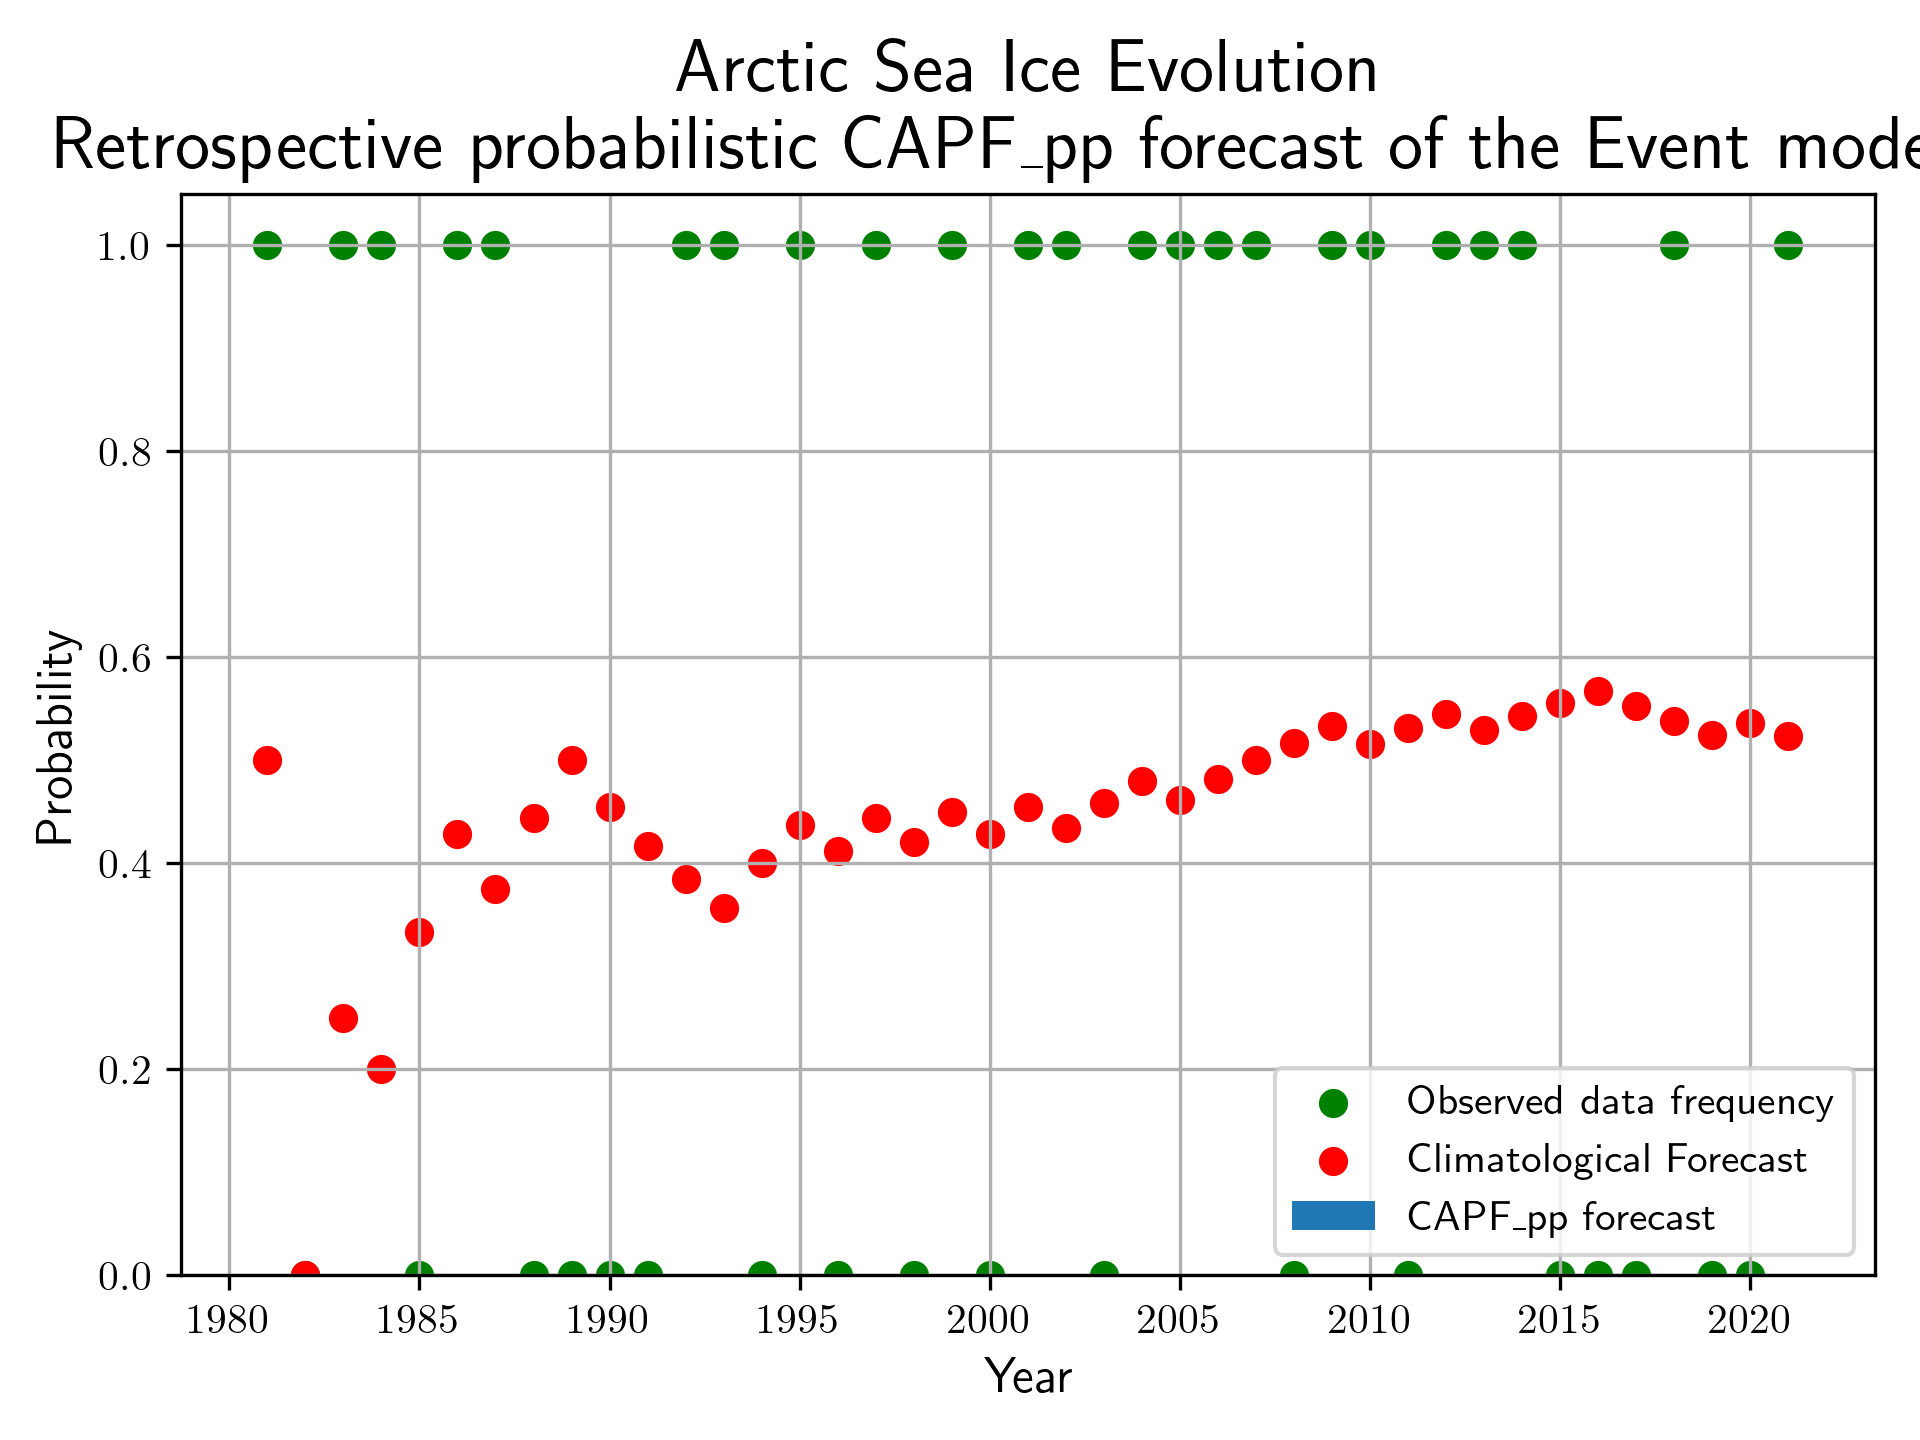 Arctic Sea Ice Evolution
Retrospective probabilistic CAPF_pp forecast of the Event mode
Probability
1.0
0.8
0.6
0.4
0.2
0.0
Observed data frequency
Climatological Forecast
CAPF_pp forecast
1980 1985 1990 1995 2000 2005 2010 2015 2020
Year